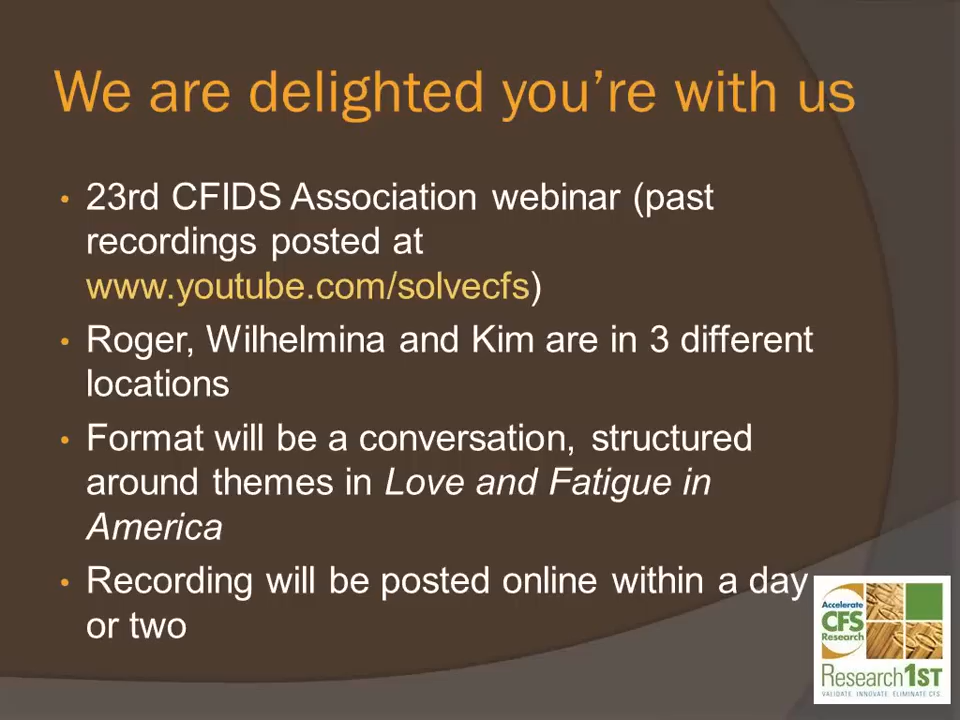 We are delighted you’re with us
• 23rd CFIDS Association webinar (past
recordings posted at
www.youtube.com/solvecfs)
• Roger, Wilhelmina and Kim are in 3 different
locations
• Format will be a conversation, structured
around themes in Love and Fatigue in
America
• Recording will be posted online within a day
or two
Accelerate
CFS
Research
Research1ST
VALIDATE. INNOVATE. ELIMINATE CFS.